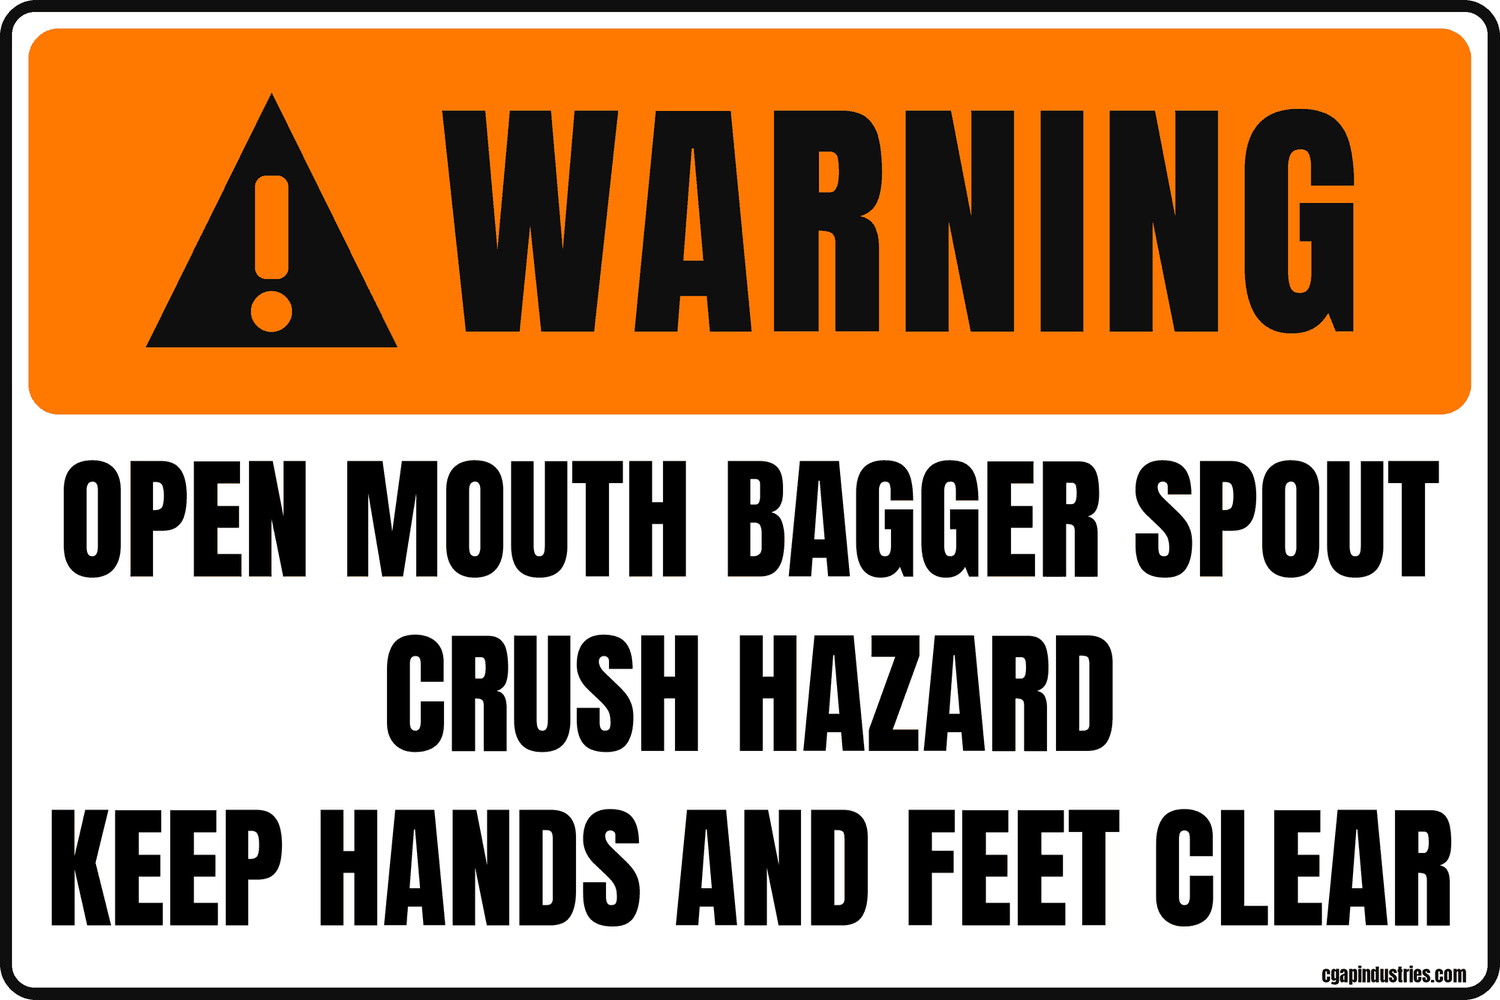 WARNING
OPEN MOUTH BAGGER SPOUT
CRUSH HAZARD
KEEP HANDS AND FEET CLEAR
cgapindustries.com